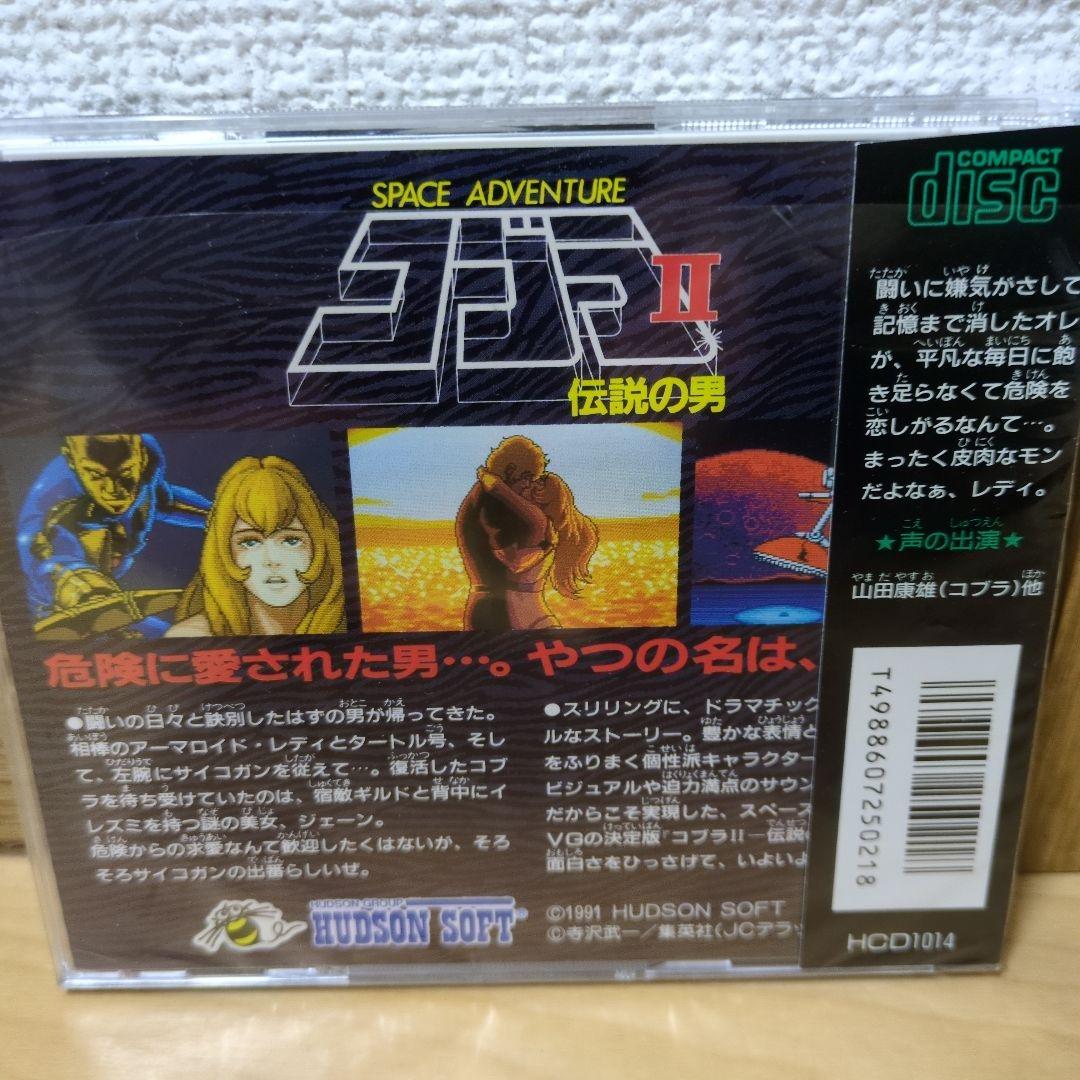 SPACE ADVENTURE
コブラII
伝説の男
危険に愛された男…。やつの名は、
●闘いの日々と訣別したはずの男が帰ってきた。
相棒のアーマロイド・レディとタートル号、そし
て、左腕にサイコガンを従えて…。復活したコブ
ラを待ち受けていたのは、宿敵ギルドと背中にイ
レズミを持つ謎の美女、ジェーン。
危険からの求愛なんて歓迎したくはないが、そろ
そろサイコガンの出番らしいぜ。
●スリリングに、ドラマチック
ルなストーリー。豊かな表情と
をふりまく個性派キャラクター
ビジュアルや迫力満点のサウン
だからこそ実現した、スペース
VGの決定版『コブラII－伝説
面白さをひっさげて、いよいよ
HUDSON GROUP
HUDSON SOFT®
©1991 HUDSON SOFT
©寺沢武一／集英社(JCテラ
COMPACT
disc
闘いに嫌気がさして
記憶まで消したオレ
が、平凡な毎日に飽
き足らなくて危険を
恋しがるなんて…。
まったく皮肉なモン
だよなぁ、レディ。
★声の出演★
山田康雄(コブラ)他
T4988607250218
HCD1014